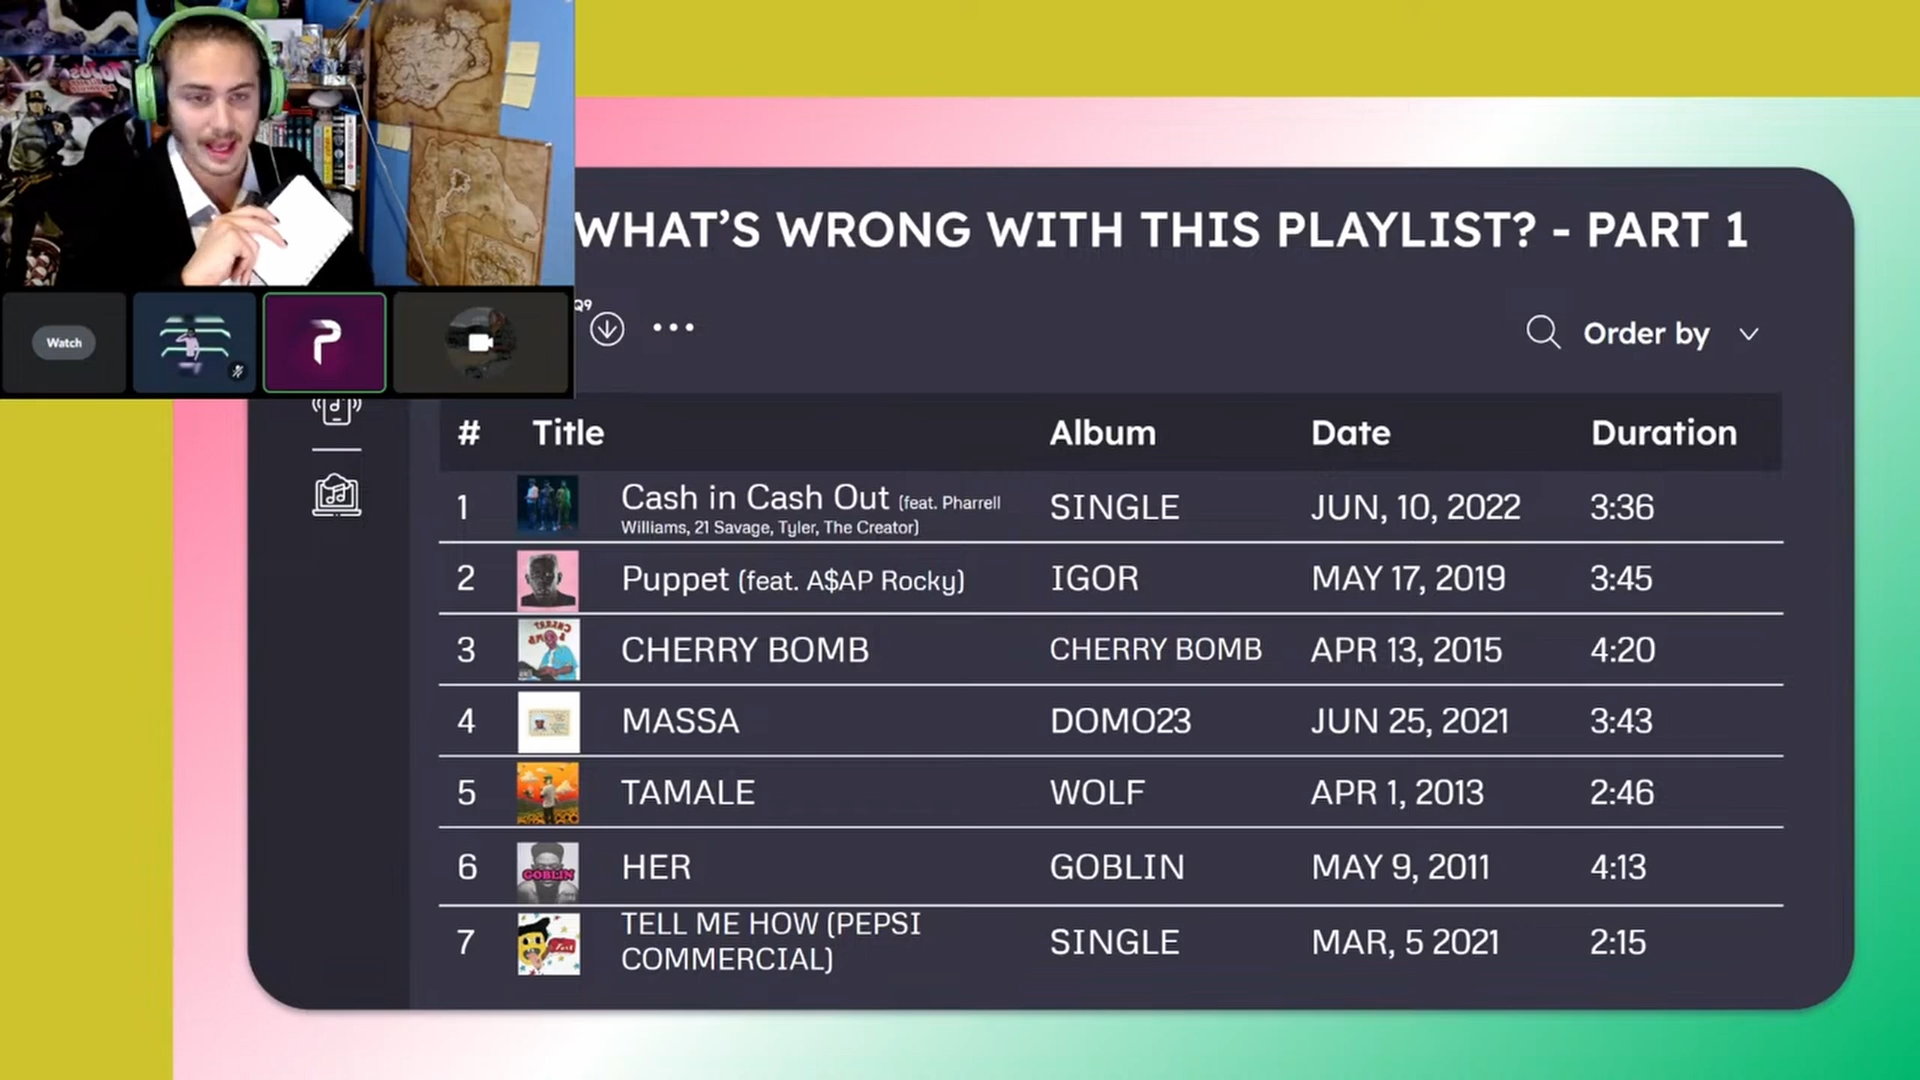 WHAT'S WRONG WITH THIS PLAYLIST? - PART 1
Watch
Q9
Order by
# Title Album Date Duration
1 Cash in Cash Out (feat. Pharrell
Williams, 21 Savage, Tyler, The Creator) SINGLE JUN, 10, 2022 3:36
2 Puppet (feat. A$AP Rocky) IGOR MAY 17, 2019 3:45
3 CHERRY BOMB CHERRY BOMB APR 13, 2015 4:20
4 MASSA DOMO23 JUN 25, 2021 3:43
5 TAMALE WOLF APR 1, 2013 2:46
GOBLIN
6 HER GOBLIN MAY 9, 2011 4:13
7 TELL ME HOW (PEPSI
COMMERCIAL) SINGLE MAR, 5 2021 2:15